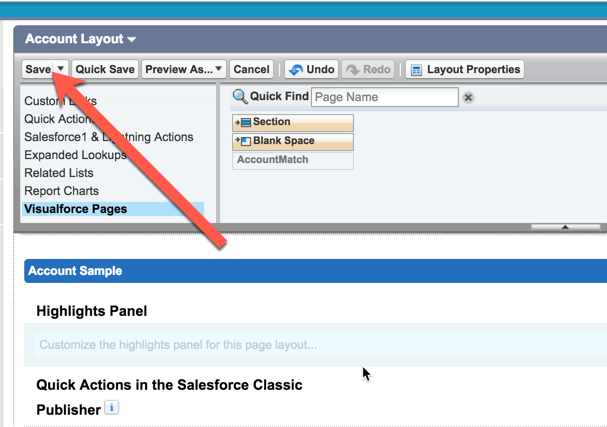 Account Layout
Save Quick Save Preview As... Cancel Undo Redo Layout Properties
Quick Find Page Name
Custom Links
Quick Actions
Salesforce1 & Lightning Actions
Expanded Lookups
Related Lists
Report Charts
Visualforce Pages
Section
Blank Space
AccountMatch
Account Sample
Highlights Panel
Customize the highlights panel for this page layout...
Quick Actions in the Salesforce Classic
Publisher i